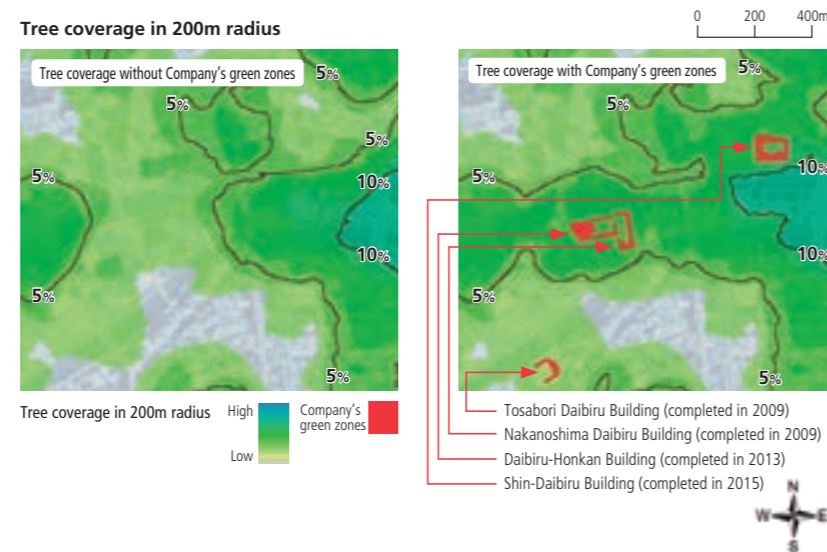 Tree coverage in 200m radius
0 200 400m
Tree coverage without Company's green zones
5%
5%
5%
5%
10%
10%
5%
5%
Tree coverage with Company's green zones
5%
5%
5%
10%
10%
5%
5%
Tree coverage in 200m radius
High
Low
Company's
green zones
Tosabori Daibiru Building (completed in 2009)
Nakanoshima Daibiru Building (completed in 2009)
Daibiru-Honkan Building (completed in 2013)
Shin-Daibiru Building (completed in 2015)
N
W E
S